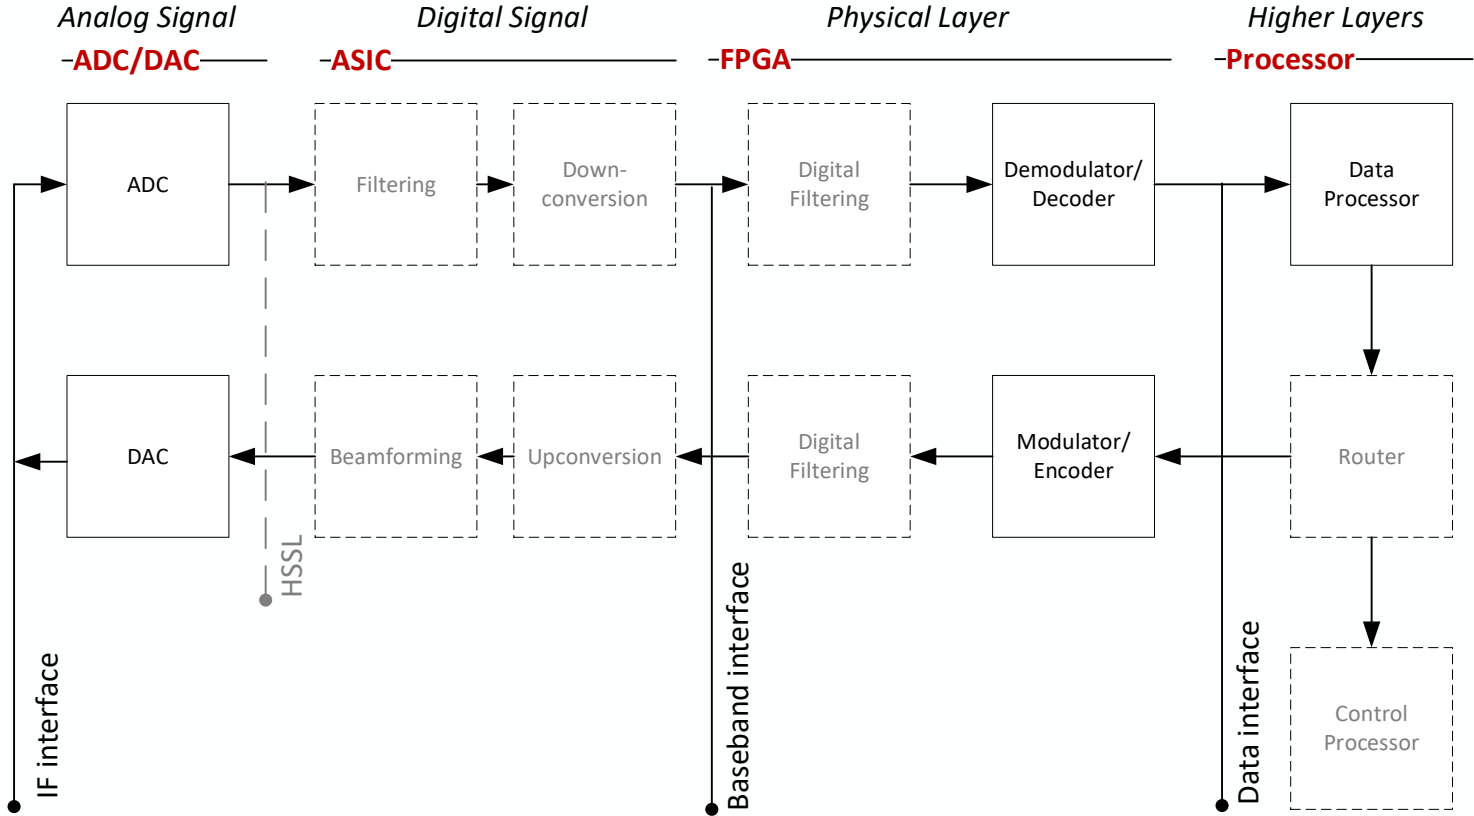 Analog Signal
Digital Signal
Physical Layer
Higher Layers
ADC/DAC
ASIC
FPGA
Processor
ADC
Filtering
Down-
conversion
Digital
Filtering
Demodulator/
Decoder
Data
Processor
DAC
Beamforming
Upconversion
Digital
Filtering
Modulator/
Encoder
Router
HSSL
IF interface
Baseband interface
Data interface
Control
Processor